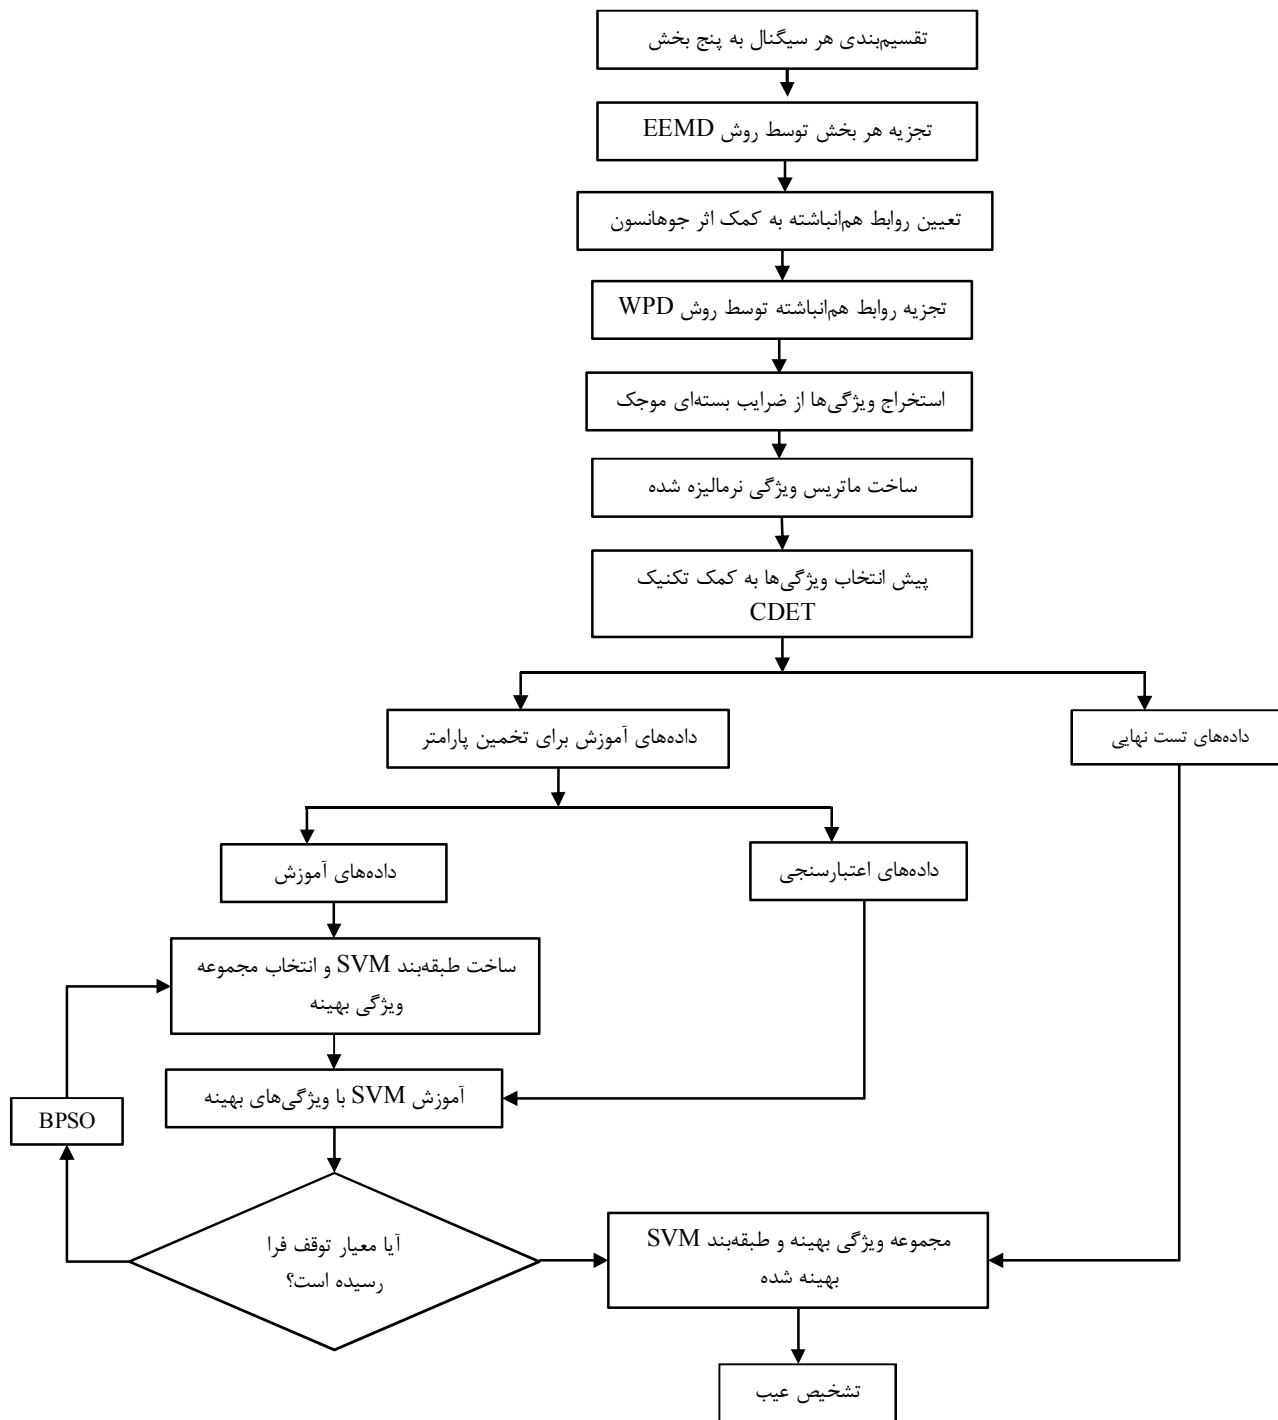 تقسیم‌بندی هر سیگنال به پنج بخش
تجزیه هر بخش توسط روش EEMD
تعیین روابط هم‌انباشته به کمک اثر جوهانسون
تجزیه روابط هم‌انباشته توسط روش WPD
استخراج ویژگی‌ها از ضرایب بسته‌ای موجک
ساخت ماتریس ویژگی نرمالیزه شده
پیش انتخاب ویژگی‌ها به کمک تکنیک
CDET
داده‌های آموزش برای تخمین پارامتر
داده‌های تست نهایی
داده‌های آموزش
داده‌های اعتبارسنجی
ساخت طبقه‌بند SVM و انتخاب مجموعه
ویژگی بهینه
آموزش SVM با ویژگی‌های بهینه
BPSO
آیا معیار توقف فرا
رسیده است؟
مجموعه ویژگی بهینه و طبقه‌بند SVM
بهینه شده
تشخیص عیب